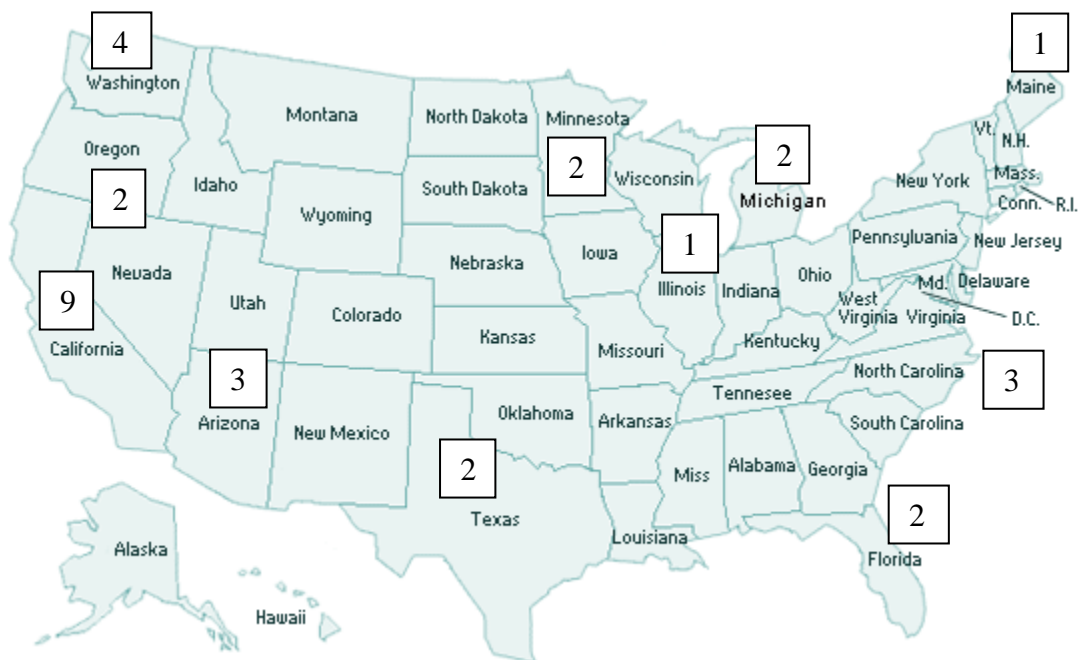 4
1
Washington
Maine
Montana
North Dakota
Minnesota
Vt.
N.H.
Oregon
2
2
Wisconsin
Mass.
Idaho
South Dakota
New York
2
Michigan
Conn.
R.I.
Wyoming
1
Pennsylvania
New Jersey
Nevada
Nebraska
Iowa
Ohio
Utah
Illinois
Indiana
Md.
Delaware
9
Colorado
West
Virginia
Virginia
D.C.
California
Kansas
Missouri
Kentucky
3
North Carolina
3
Arizona
Oklahoma
Tennesee
New Mexico
Arkansas
South Carolina
2
Miss
Alabama
Georgia
Texas
2
Louisiana
Alaska
Florida
Hawaii